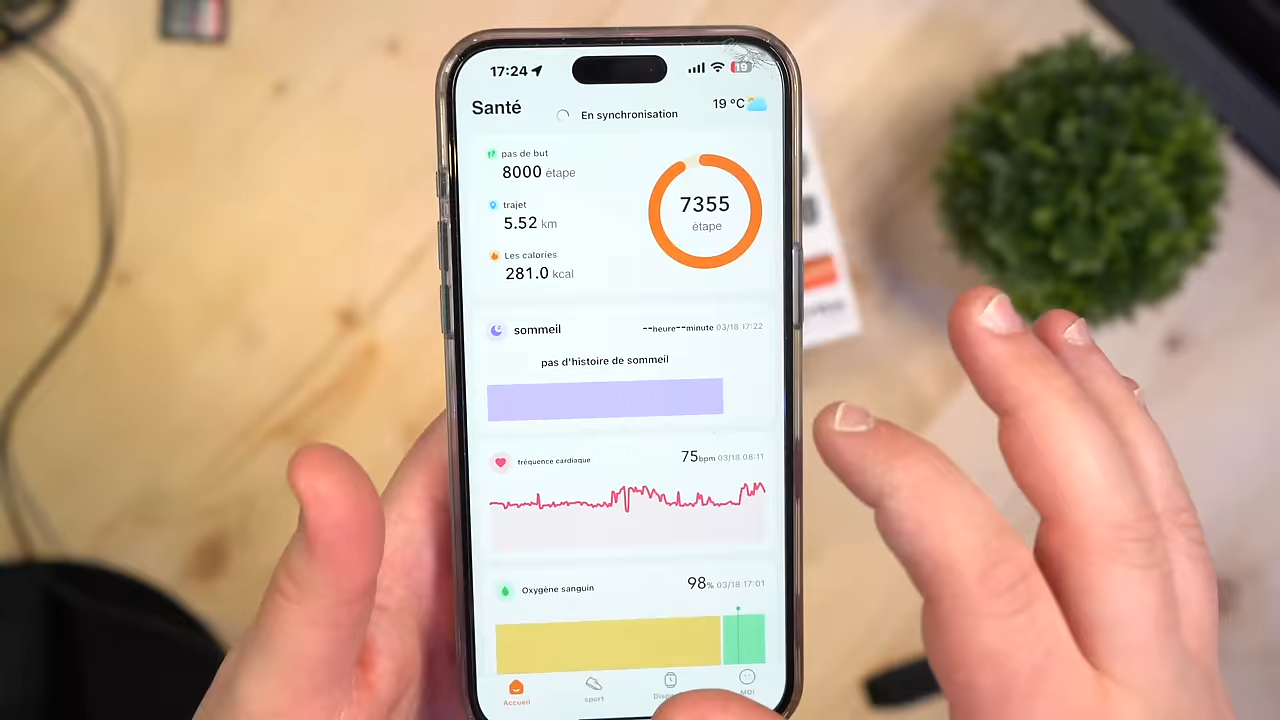 17:24
19
Santé
En synchronisation
19 °C
pas de but
8000 étape
trajet
5.52 km
Les calories
281.0 kcal
7355
étape
sommeil
--heure--minute 03/18 17:22
pas d'histoire de sommeil
fréquence cardiaque
75bpm 03/18 08:11
Oxygène sanguin
98% 03/18 17:01
Accueil
sport
MOI